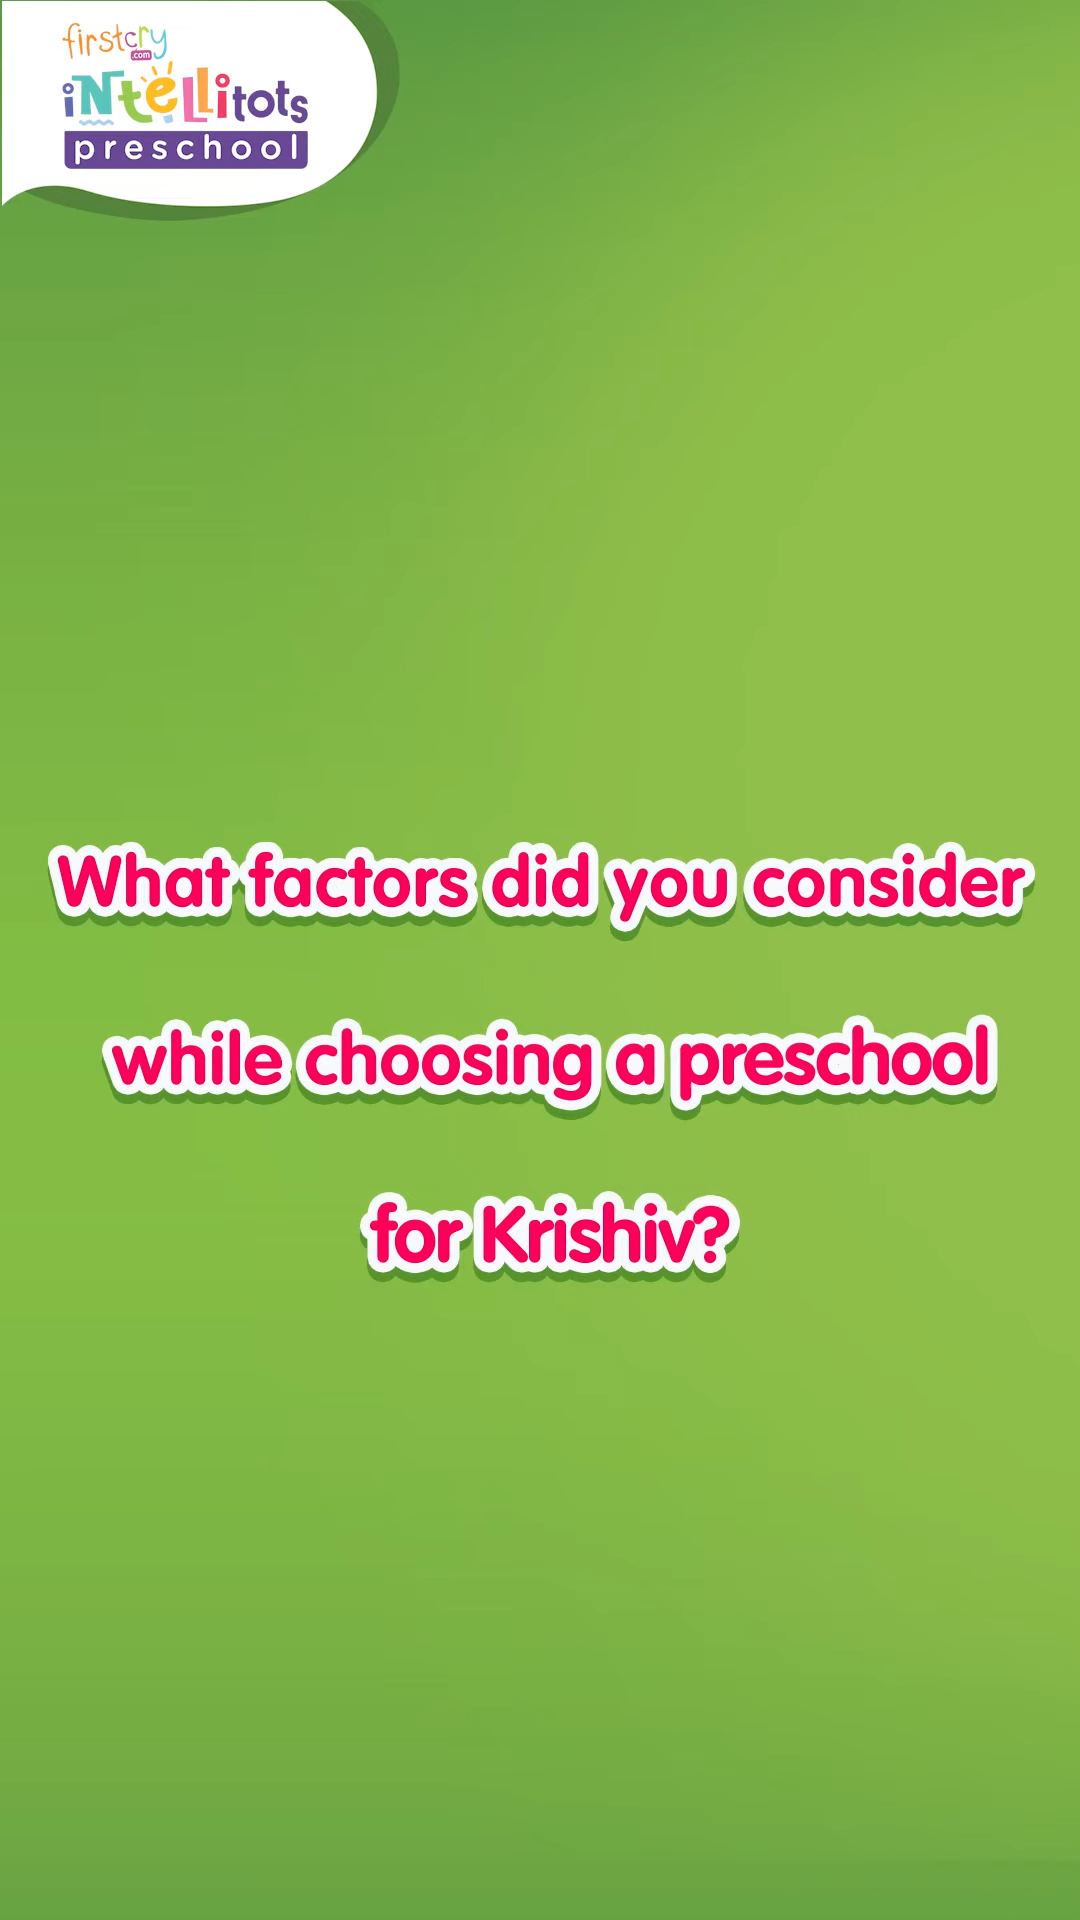 firstcry
.com
iNtELLitots
preschool
What factors did you consider
while choosing a preschool
for Krishiv?